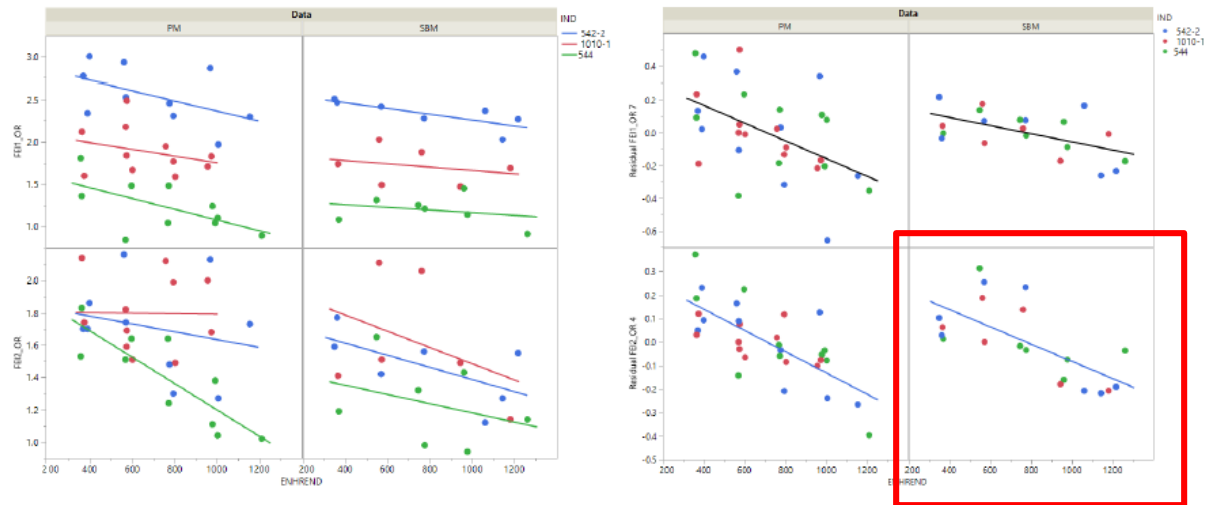 Data
PM SBM
FEI1_OR
3.0
2.5
2.0
1.5
1.0
FEI2_OR
2.0
1.8
1.6
1.4
1.2
1.0
200 400 600 800 1000 1200 200 400 600 800 1000 1200
ENHREND
IND
542-2
1010-1
544
Data
PM SBM
Residual FEI1_OR 7
0.4
0.2
0.0
-0.2
-0.4
-0.6
Residual FEI2_OR 4
0.3
0.2
0.1
0.0
-0.1
-0.2
-0.3
-0.4
-0.5
200 400 600 800 1000 1200 200 400 600 800 1000 1200
ENHREND
IND
542-2
1010-1
544